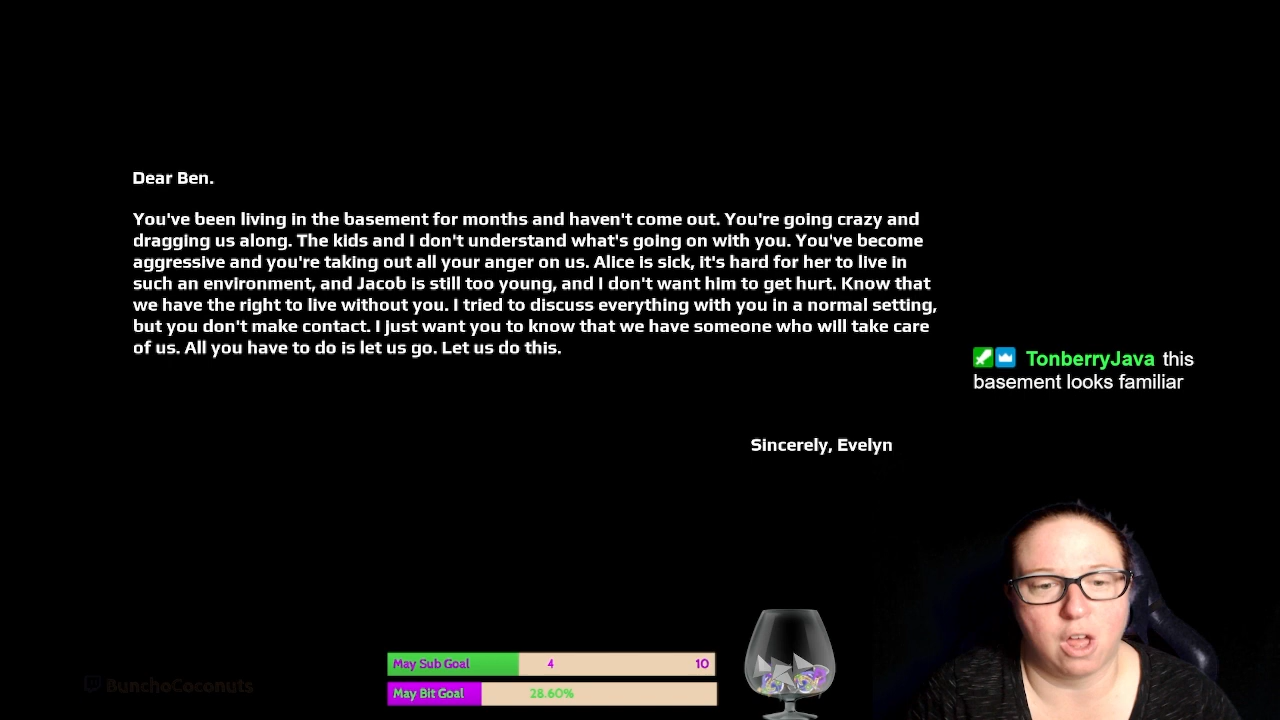 Dear Ben.
You've been living in the basement for months and haven't come out. You're going crazy and
dragging us along. The kids and I don't understand what's going on with you. You've become
aggressive and you're taking out all your anger on us. Alice is sick, it's hard for her to live in
such an environment, and Jacob is still too young, and I don't want him to get hurt. Know that
we have the right to live without you. I tried to discuss everything with you in a normal setting,
but you don't make contact. I just want you to know that we have someone who will take care
of us. All you have to do is let us go. Let us do this.
TonberryJava this
basement looks familiar
Sincerely, Evelyn
May Sub Goal 4 10
May Bit Goal 28.60%
BunchoCoconuts